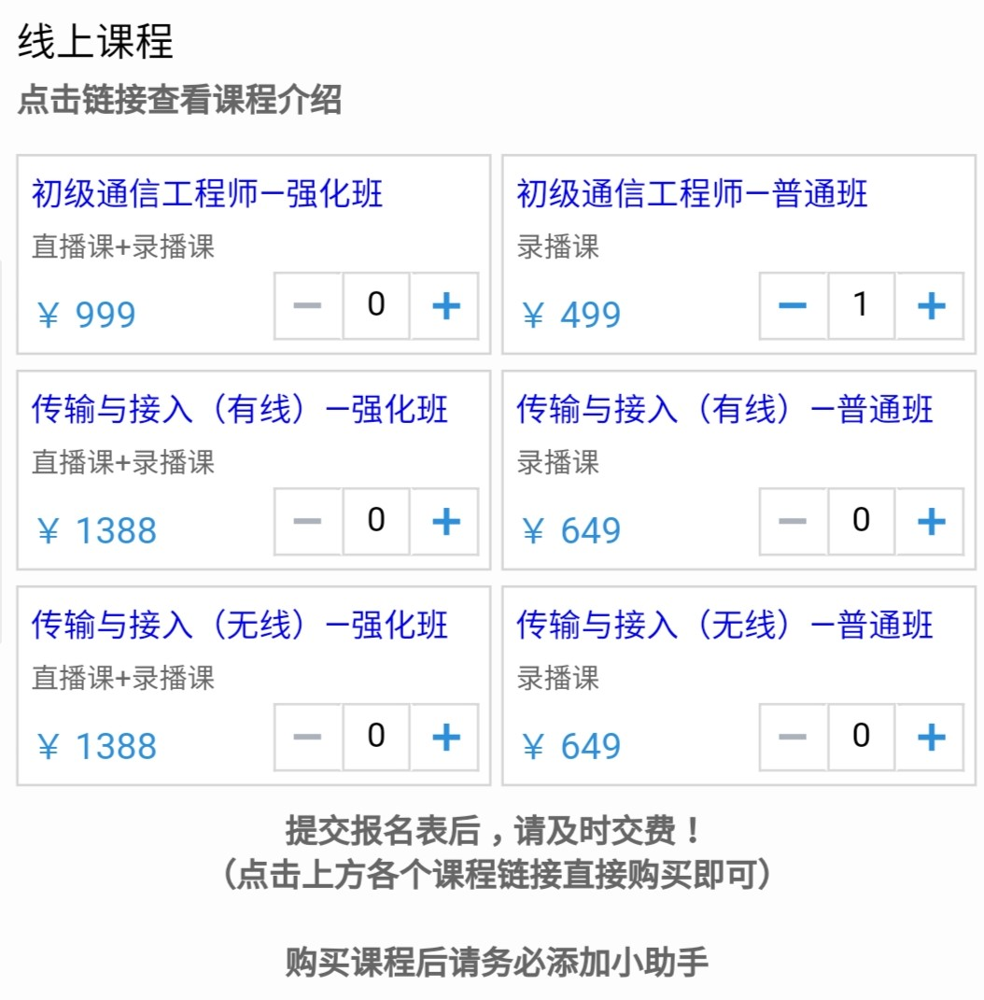 线上课程
点击链接查看课程介绍
初级通信工程师—强化班
直播课+录播课
¥ 999
− 0 +
初级通信工程师—普通班
录播课
¥ 499
− 1 +
传输与接入（有线）—强化班
直播课+录播课
¥ 1388
− 0 +
传输与接入（有线）—普通班
录播课
¥ 649
− 0 +
传输与接入（无线）—强化班
直播课+录播课
¥ 1388
− 0 +
传输与接入（无线）—普通班
录播课
¥ 649
− 0 +
提交报名表后，请及时交费！
（点击上方各个课程链接直接购买即可）
购买课程后请务必添加小助手